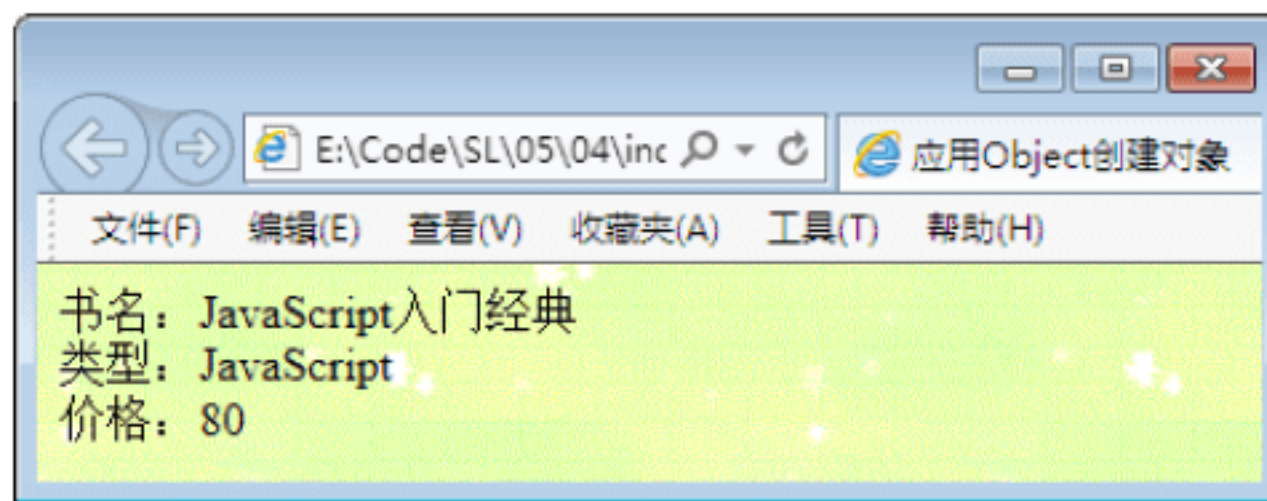 E:\Code\SL\05\04\inc
应用Object创建对象
文件(F) 编辑(E) 查看(V) 收藏夹(A) 工具(T) 帮助(H)
书名：JavaScript入门经典
类型：JavaScript
价格：80